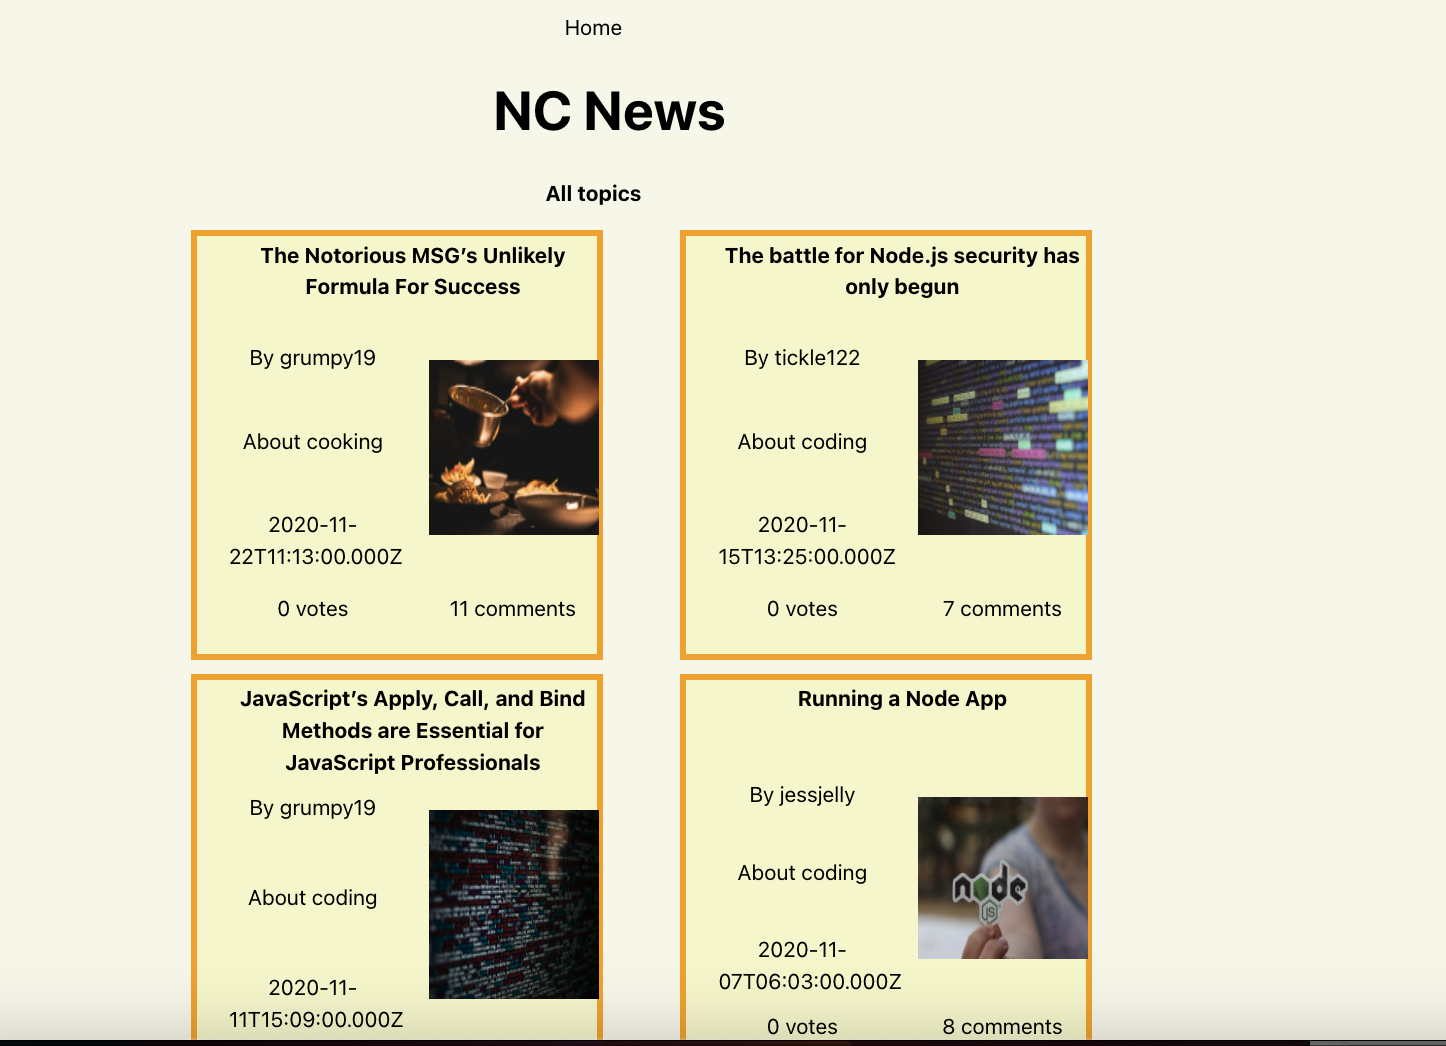 Home
NC News
All topics
The Notorious MSG’s Unlikely
Formula For Success
By grumpy19
About cooking
2020-11-
22T11:13:00.000Z
0 votes
11 comments
The battle for Node.js security has
only begun
By tickle122
About coding
2020-11-
15T13:25:00.000Z
0 votes
7 comments
JavaScript’s Apply, Call, and Bind
Methods are Essential for
JavaScript Professionals
By grumpy19
About coding
2020-11-
11T15:09:00.000Z
Running a Node App
By jessjelly
About coding
node
JS
2020-11-
07T06:03:00.000Z
0 votes
8 comments